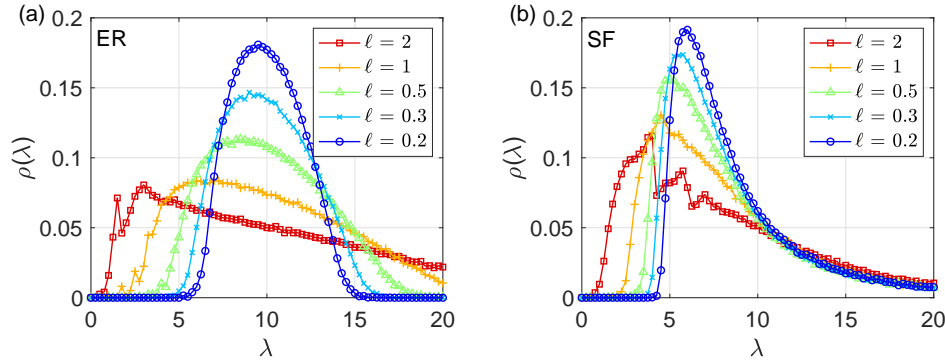 (a)
ER
ℓ = 2
ℓ = 1
ℓ = 0.5
ℓ = 0.3
ℓ = 0.2
0.2
0.15
0.1
0.05
0
ρ(λ)
0 5 10 15 20
λ
(b)
SF
ℓ = 2
ℓ = 1
ℓ = 0.5
ℓ = 0.3
ℓ = 0.2
0.2
0.15
0.1
0.05
0
ρ(λ)
0 5 10 15 20
λ